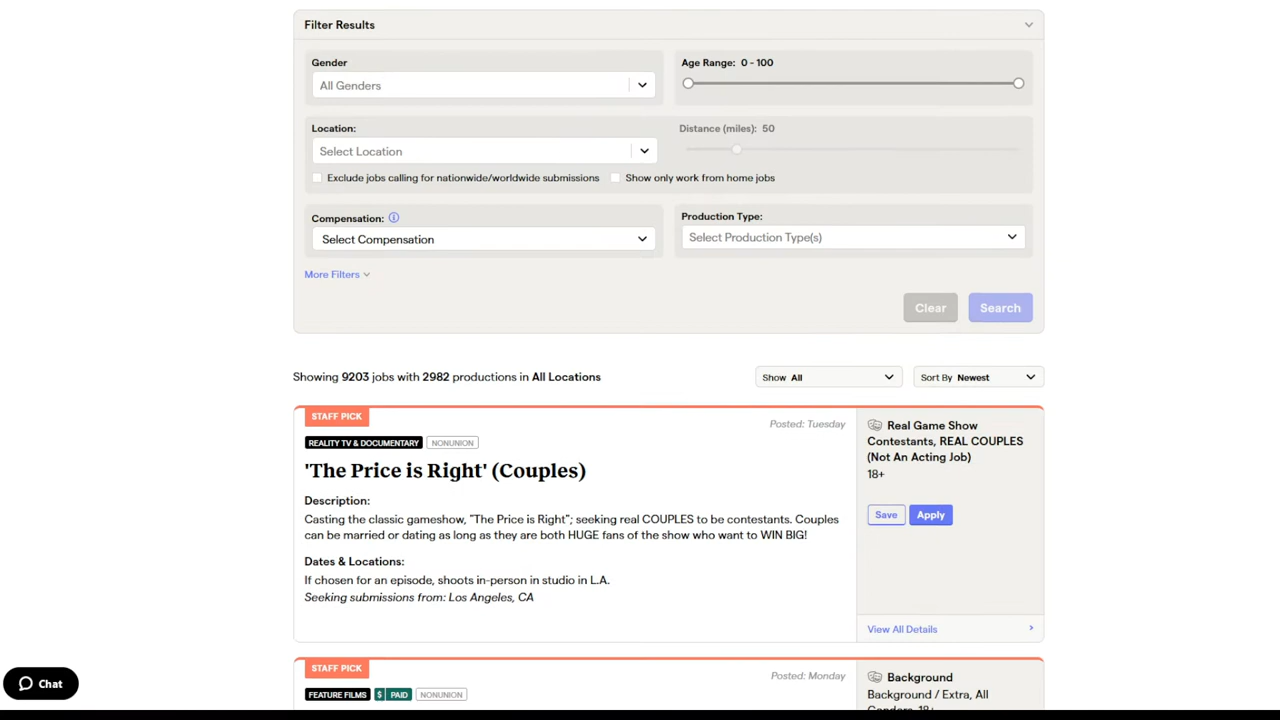 Filter Results
Gender
All Genders
Age Range: 0 - 100
Location:
Select Location
Distance (miles): 50
Exclude jobs calling for nationwide/worldwide submissions
Show only work from home jobs
Compensation:
Select Compensation
Production Type:
Select Production Type(s)
More Filters
Clear
Search
Showing 9203 jobs with 2982 productions in All Locations
Show All
Sort By Newest
STAFF PICK
Posted: Tuesday
REALITY TV & DOCUMENTARY
NONUNION
'The Price is Right' (Couples)
Description:
Casting the classic gameshow, "The Price is Right"; seeking real COUPLES to be contestants. Couples
can be married or dating as long as they are both HUGE fans of the show who want to WIN BIG!
Dates & Locations:
If chosen for an episode, shoots in-person in studio in L.A.
Seeking submissions from: Los Angeles, CA
Real Game Show
Contestants, REAL COUPLES
(Not An Acting Job)
18+
Save
Apply
View All Details
STAFF PICK
Posted: Monday
FEATURE FILMS
$ PAID
NONUNION
Background
Background / Extra, All
Genders, 18+
Chat